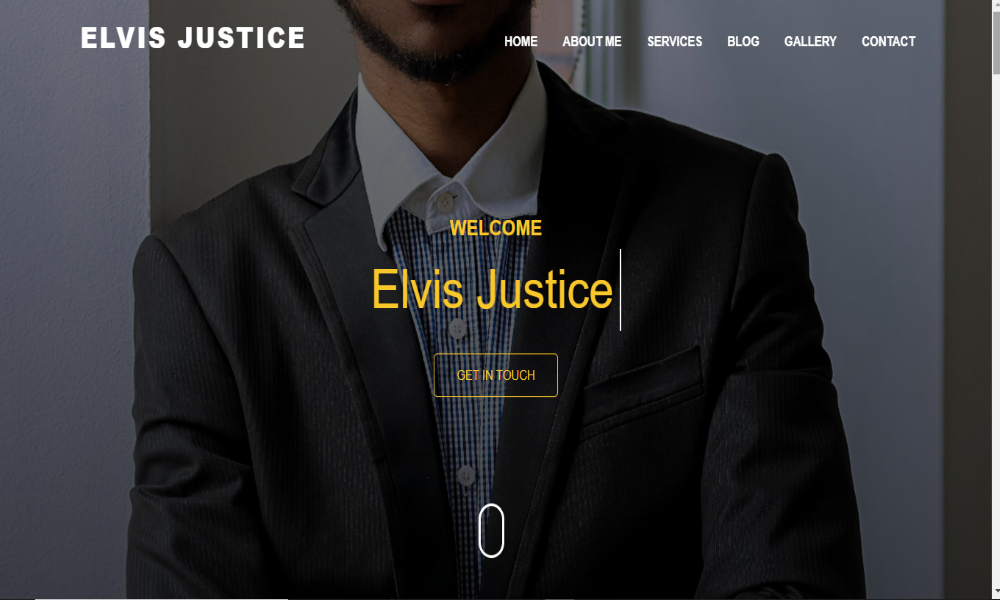 ELVIS JUSTICE
HOME ABOUT ME SERVICES BLOG GALLERY CONTACT
WELCOME
Elvis Justice
GET IN TOUCH